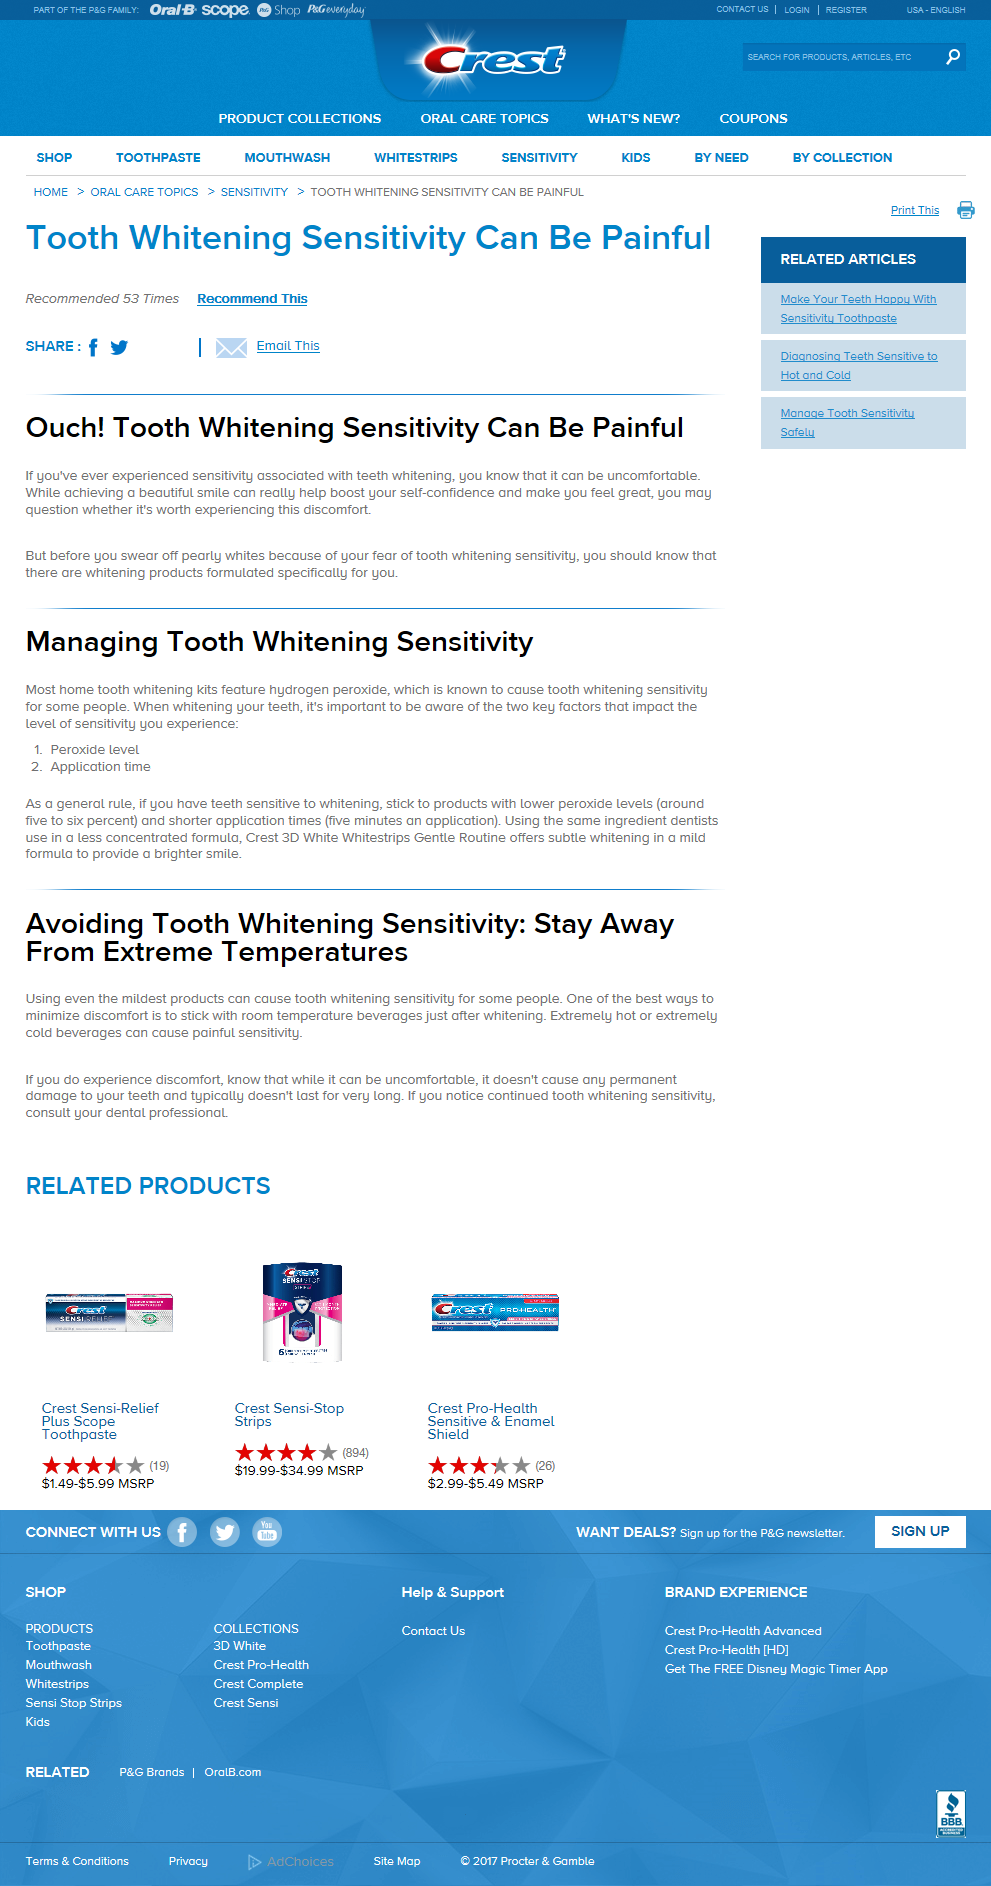 PART OF THE P&G FAMILY: Oral-B scope P&G Shop P&G everyday
CONTACT US | LOGIN | REGISTER USA - ENGLISH
Crest
SEARCH FOR PRODUCTS, ARTICLES, ETC
PRODUCT COLLECTIONS ORAL CARE TOPICS WHAT'S NEW? COUPONS
SHOP TOOTHPASTE MOUTHWASH WHITESTRIPS SENSITIVITY KIDS BY NEED BY COLLECTION
HOME > ORAL CARE TOPICS > SENSITIVITY > TOOTH WHITENING SENSITIVITY CAN BE PAINFUL
Print This
Tooth Whitening Sensitivity Can Be Painful
Recommended 53 Times Recommend This
SHARE : | Email This
RELATED ARTICLES
Make Your Teeth Happy With
Sensitivity Toothpaste
Diagnosing Teeth Sensitive to
Hot and Cold
Manage Tooth Sensitivity
Safely
Ouch! Tooth Whitening Sensitivity Can Be Painful
If you've ever experienced sensitivity associated with teeth whitening, you know that it can be uncomfortable.
While achieving a beautiful smile can really help boost your self-confidence and make you feel great, you may
question whether it's worth experiencing this discomfort.
But before you swear off pearly whites because of your fear of tooth whitening sensitivity, you should know that
there are whitening products formulated specifically for you.
Managing Tooth Whitening Sensitivity
Most home tooth whitening kits feature hydrogen peroxide, which is known to cause tooth whitening sensitivity
for some people. When whitening your teeth, it's important to be aware of the two key factors that impact the
level of sensitivity you experience:
1. Peroxide level
2. Application time
As a general rule, if you have teeth sensitive to whitening, stick to products with lower peroxide levels (around
five to six percent) and shorter application times (five minutes an application). Using the same ingredient dentists
use in a less concentrated formula, Crest 3D White Whitestrips Gentle Routine offers subtle whitening in a mild
formula to provide a brighter smile.
Avoiding Tooth Whitening Sensitivity: Stay Away
From Extreme Temperatures
Using even the mildest products can cause tooth whitening sensitivity for some people. One of the best ways to
minimize discomfort is to stick with room temperature beverages just after whitening. Extremely hot or extremely
cold beverages can cause painful sensitivity.
If you do experience discomfort, know that while it can be uncomfortable, it doesn't cause any permanent
damage to your teeth and typically doesn't last for very long. If you notice continued tooth whitening sensitivity,
consult your dental professional.
RELATED PRODUCTS
Crest
SENSI RELIEF
Crest
SENSI STOP
STRIPS
6
Crest PRO-HEALTH
Crest Sensi-Relief
Plus Scope
Toothpaste
(19)
$1.49-$5.99 MSRP
Crest Sensi-Stop
Strips
(894)
$19.99-$34.99 MSRP
Crest Pro-Health
Sensitive & Enamel
Shield
(26)
$2.99-$5.49 MSRP
CONNECT WITH US You Tube
WANT DEALS? Sign up for the P&G newsletter. SIGN UP
SHOP
PRODUCTS
Toothpaste
Mouthwash
Whitestrips
Sensi Stop Strips
Kids
COLLECTIONS
3D White
Crest Pro-Health
Crest Complete
Crest Sensi
Help & Support
Contact Us
BRAND EXPERIENCE
Crest Pro-Health Advanced
Crest Pro-Health [HD]
Get The FREE Disney Magic Timer App
RELATED P&G Brands | OralB.com
BBB
ACCREDITED
BUSINESS
Terms & Conditions Privacy AdChoices Site Map © 2017 Procter & Gamble